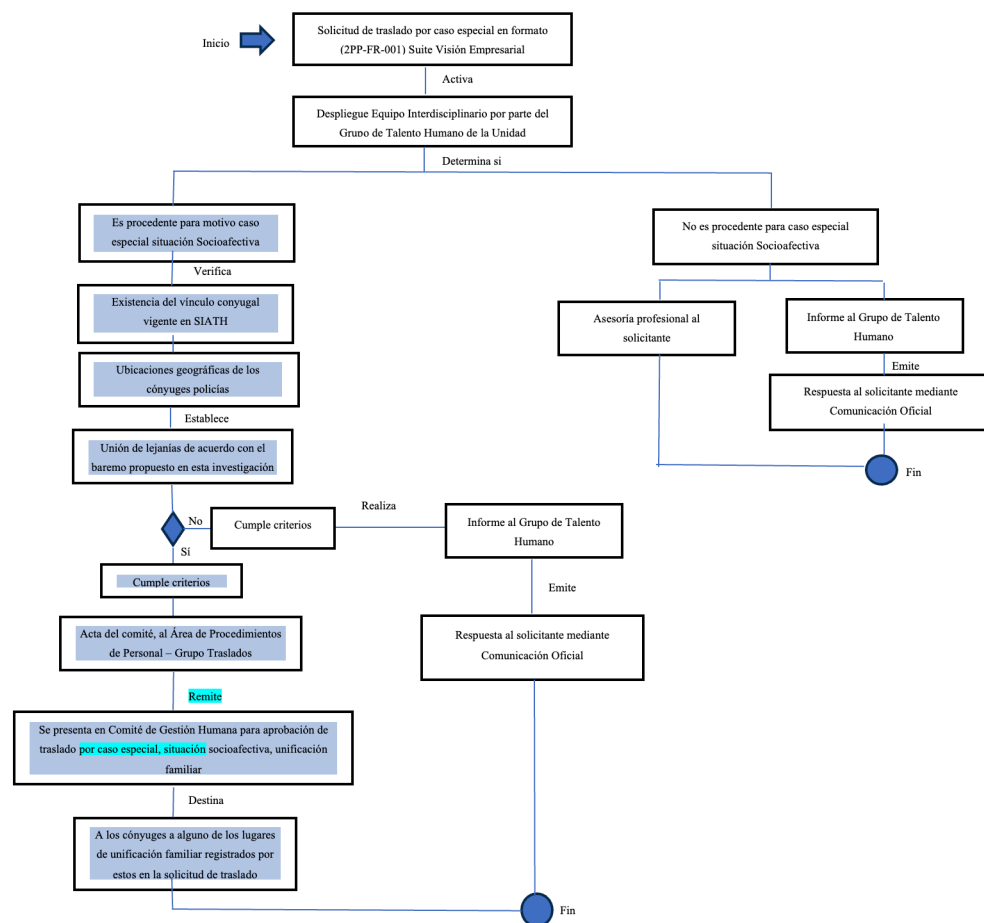 Inicio
Solicitud de traslado por caso especial en formato
(2PP-FR-001) Suite Visión Empresarial
Activa
Despliegue Equipo Interdisciplinario por parte del
Grupo de Talento Humano de la Unidad
Determina si
Es procedente para motivo caso
especial situación Socioafectiva
Verifica
Existencia del vínculo conyugal
vigente en SIATH
Ubicaciones geográficas de los
cónyuges policías
Establece
Unión de lejanías de acuerdo con el
baremo propuesto en esta investigación
No
Cumple criterios
Realiza
Informe al Grupo de Talento
Humano
Emite
Respuesta al solicitante mediante
Comunicación Oficial
Sí
Cumple criterios
Acta del comité, al Área de Procedimientos
de Personal – Grupo Traslados
Remite
Se presenta en Comité de Gestión Humana para aprobación de
traslado por caso especial, situación socioafectiva, unificación
familiar
Destina
A los cónyuges a alguno de los lugares
de unificación familiar registrados por
estos en la solicitud de traslado
Fin
No es procedente para caso especial
situación Socioafectiva
Asesoría profesional al
solicitante
Informe al Grupo de Talento
Humano
Emite
Respuesta al solicitante mediante
Comunicación Oficial
Fin